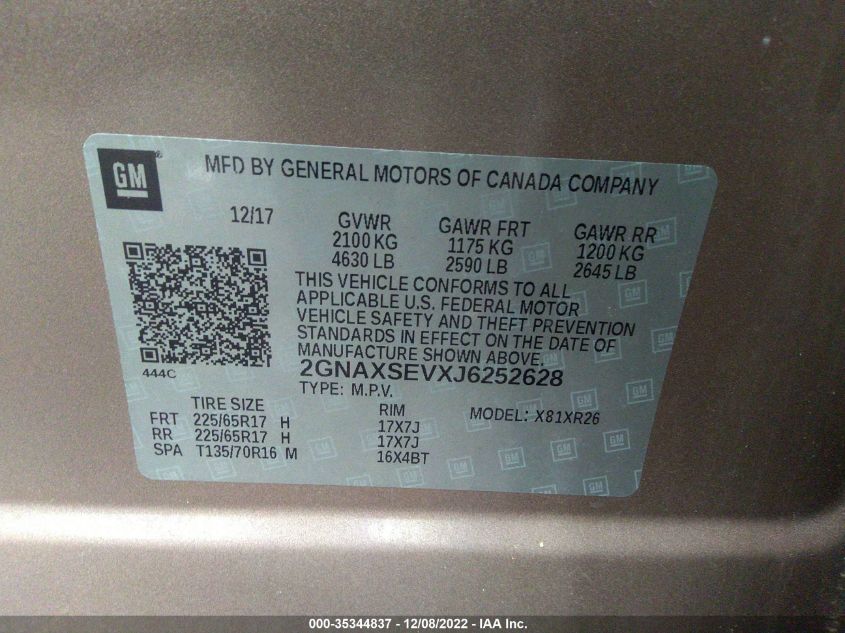 GM
MFD BY GENERAL MOTORS OF CANADA COMPANY
12/17 GVWR GAWR FRT GAWR RR
2100 KG 1175 KG 1200 KG
4630 LB 2590 LB 2645 LB
THIS VEHICLE CONFORMS TO ALL
APPLICABLE U.S. FEDERAL MOTOR
VEHICLE SAFETY AND THEFT PREVENTION
STANDARDS IN EFFECT ON THE DATE OF
MANUFACTURE SHOWN ABOVE.
444C 2GNAXSEVXJ6252628
TYPE: M.P.V.
TIRE SIZE RIM MODEL: X81XR26
FRT 225/65R17 H 17X7J
RR 225/65R17 H 17X7J
SPA T135/70R16 M 16X4BT
000-35344837 - 12/08/2022 - IAA Inc.